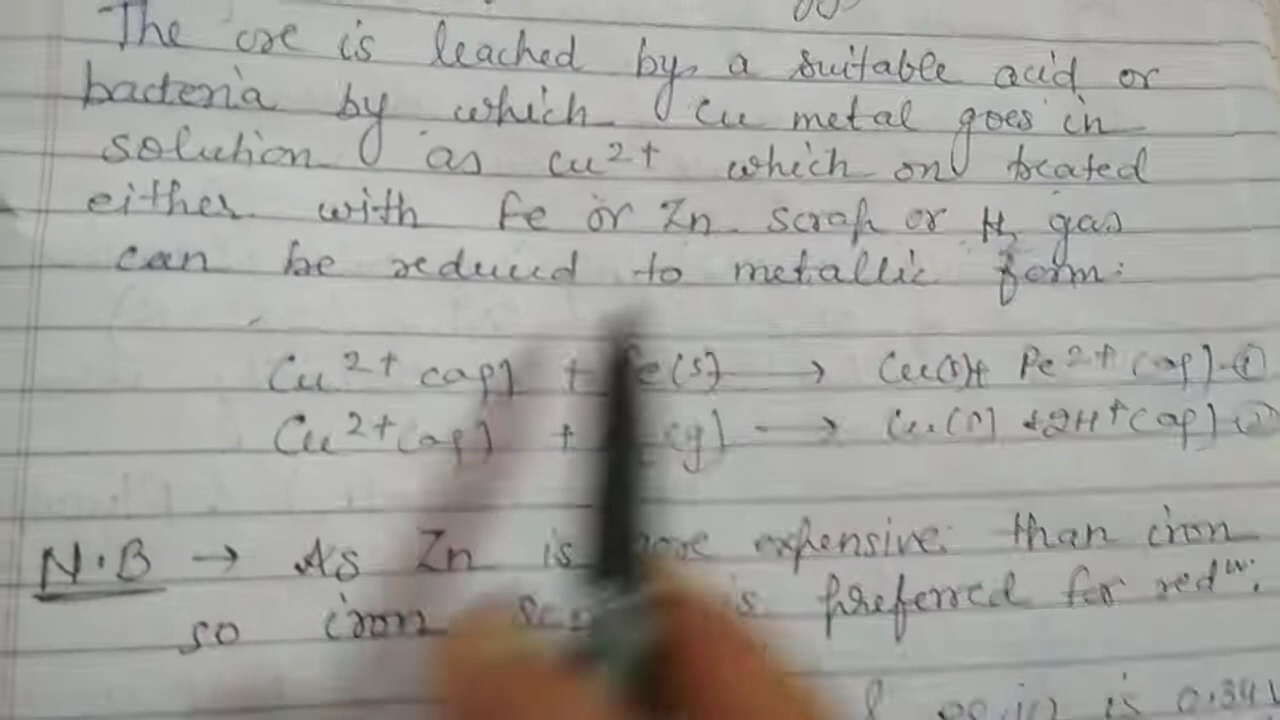 The ore is leached by a suitable acid or
bacteria by which Cu metal goes in
solution as Cu²⁺ which on treated
either with Fe or Zn scrap or H₂ gas
can be reduced to metallic form:
Cu²⁺(aq) + Fe(s) → Cu(s) + Fe²⁺(aq) - ①
Cu²⁺(aq) + (g) → Cu(s) + 2H⁺(aq)
N.B → As Zn is more expensive than iron
so iron is preferred for redⁿ.
is 0.34V